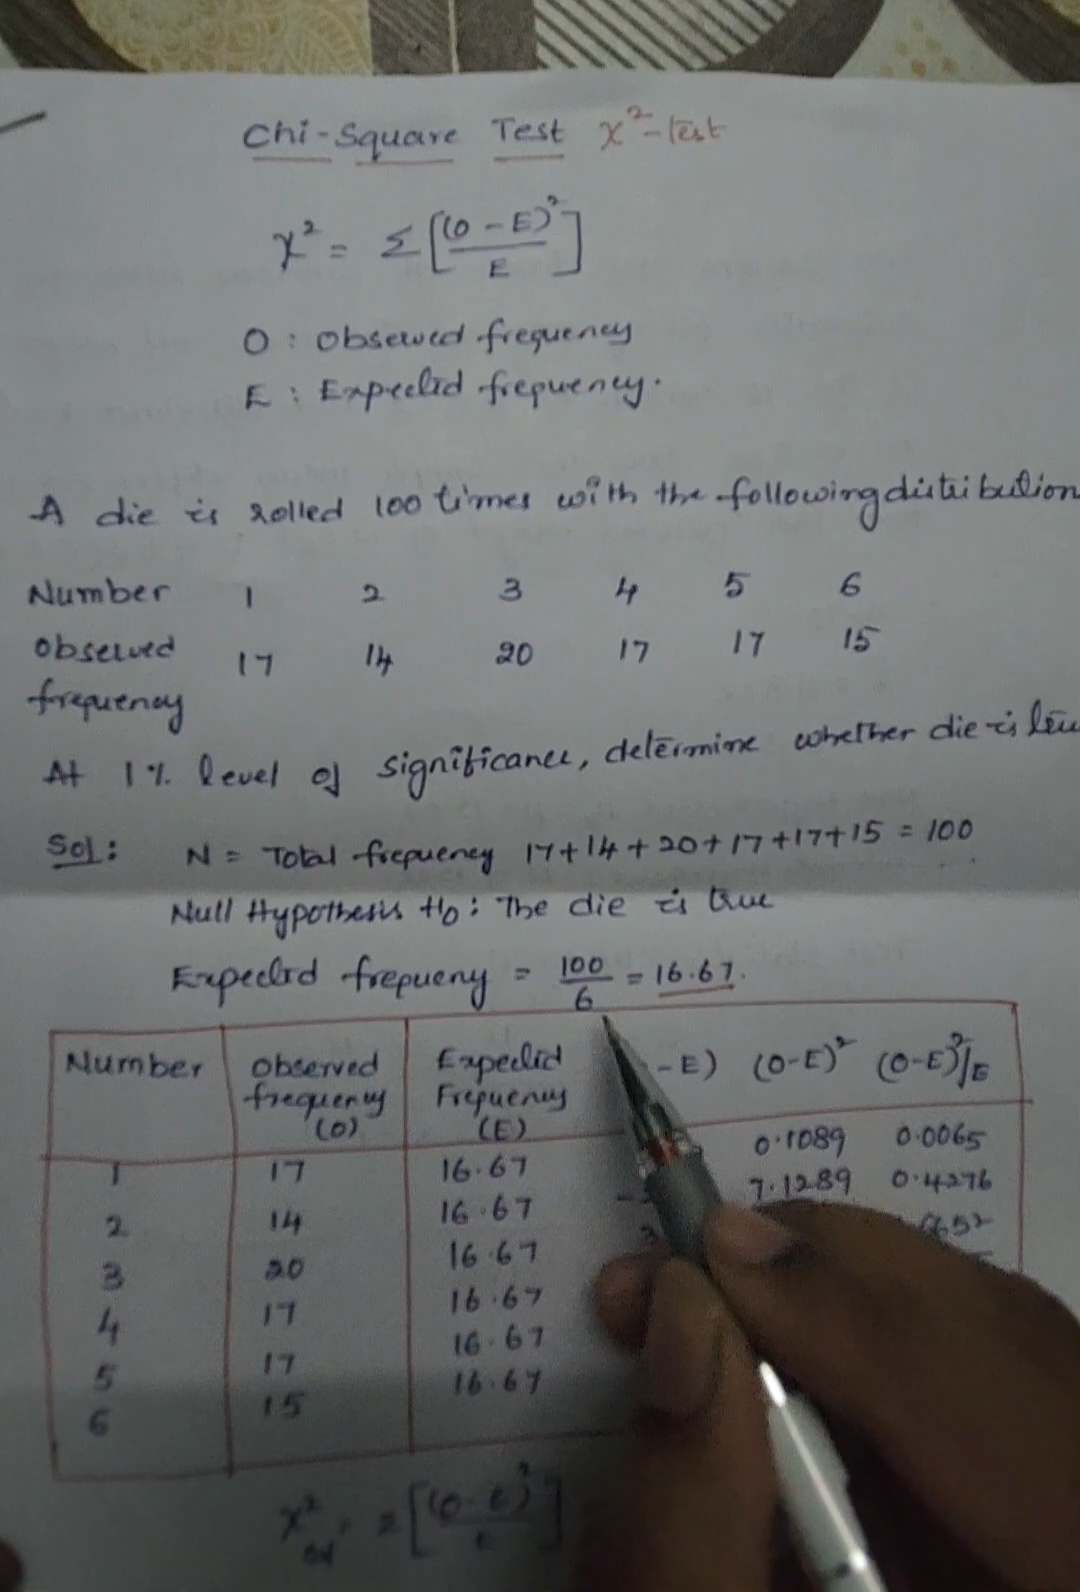 Chi-Square Test χ²-test
χ² = Σ [(O-E)²/E]
O : Observed frequency
E : Expected frequency.
A die is rolled 100 times with the following distribution
Number 1 2 3 4 5 6
Observed frequency 17 14 20 17 17 15
At 1% level of significance, determine whether die is
Sol: N = Total frequency 17+14+20+17+17+15 = 100
Null Hypothesis H₀: The die is true
Expected frequeny = 100/6 = 16.67.
Number Observed frequency (O) Expected Frequency (E) -E) (O-E)² (O-E)²/E
1 17 16.67 0.1089 0.0065
2 14 16.67 7.1289 0.4276
3 20 16.67
4 17 16.67
5 17 16.67
6 15 16.67
χ² = Σ[(O-E)²/E]